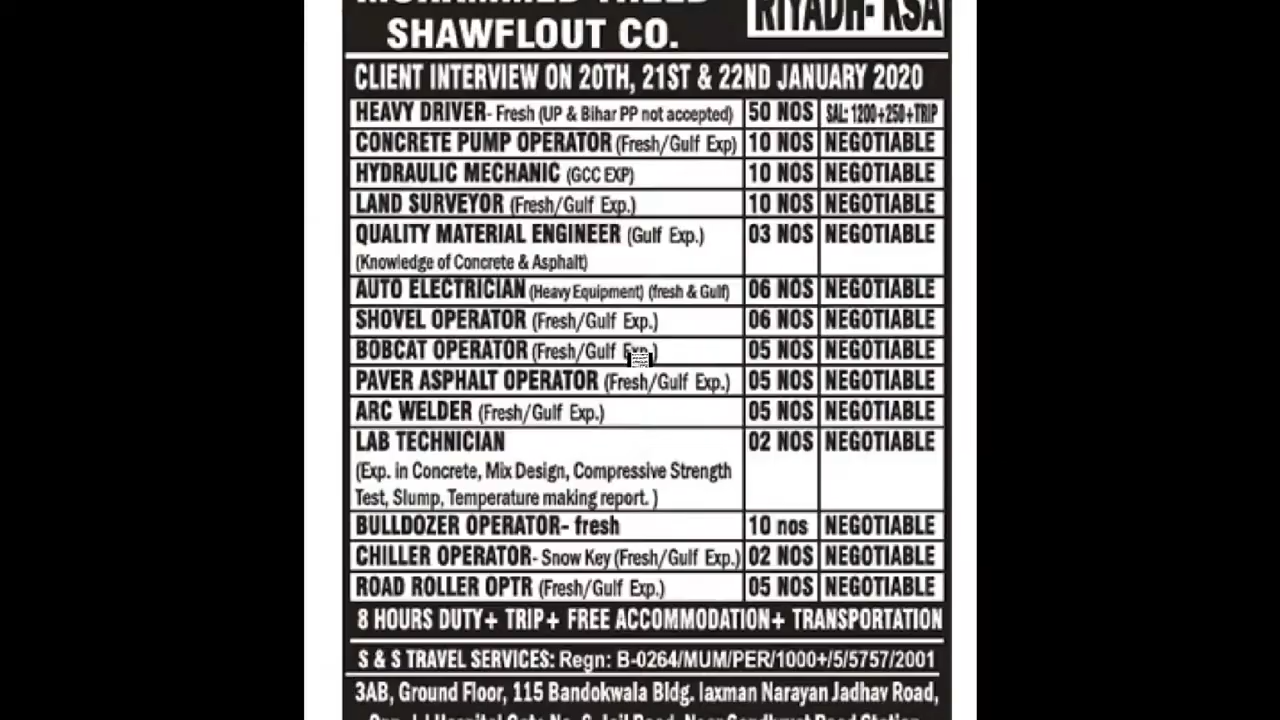 SHAWFLOUT CO.
RIYADH- KSA
CLIENT INTERVIEW ON 20TH, 21ST & 22ND JANUARY 2020
HEAVY DRIVER- Fresh (UP & Bihar PP not accepted) 50 NOS SAL: 1200+250+TRIP
CONCRETE PUMP OPERATOR (Fresh/Gulf Exp) 10 NOS NEGOTIABLE
HYDRAULIC MECHANIC (GCC EXP) 10 NOS NEGOTIABLE
LAND SURVEYOR (Fresh/Gulf Exp.) 10 NOS NEGOTIABLE
QUALITY MATERIAL ENGINEER (Gulf Exp.) 03 NOS NEGOTIABLE
(Knowledge of Concrete & Asphalt)
AUTO ELECTRICIAN (Heavy Equipment) (fresh & Gulf) 06 NOS NEGOTIABLE
SHOVEL OPERATOR (Fresh/Gulf Exp.) 06 NOS NEGOTIABLE
BOBCAT OPERATOR (Fresh/Gulf Exp.) 05 NOS NEGOTIABLE
PAVER ASPHALT OPERATOR (Fresh/Gulf Exp.) 05 NOS NEGOTIABLE
ARC WELDER (Fresh/Gulf Exp.) 05 NOS NEGOTIABLE
LAB TECHNICIAN 02 NOS NEGOTIABLE
(Exp. in Concrete, Mix Design, Compressive Strength
Test, Slump, Temperature making report. )
BULLDOZER OPERATOR- fresh 10 nos NEGOTIABLE
CHILLER OPERATOR- Snow Key (Fresh/Gulf Exp.) 02 NOS NEGOTIABLE
ROAD ROLLER OPTR (Fresh/Gulf Exp.) 05 NOS NEGOTIABLE
8 HOURS DUTY+ TRIP+ FREE ACCOMMODATION+ TRANSPORTATION
S & S TRAVEL SERVICES: Regn: B-0264/MUM/PER/1000+/5/5757/2001
3AB, Ground Floor, 115 Bandokwala Bldg. laxman Narayan Jadhav Road,